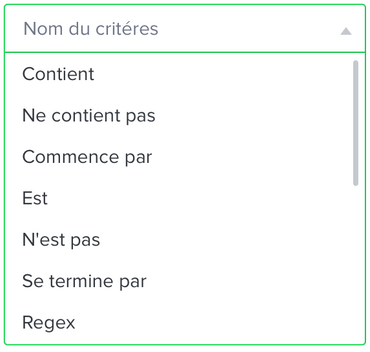 Nom du critéres
Contient
Ne contient pas
Commence par
Est
N'est pas
Se termine par
Regex